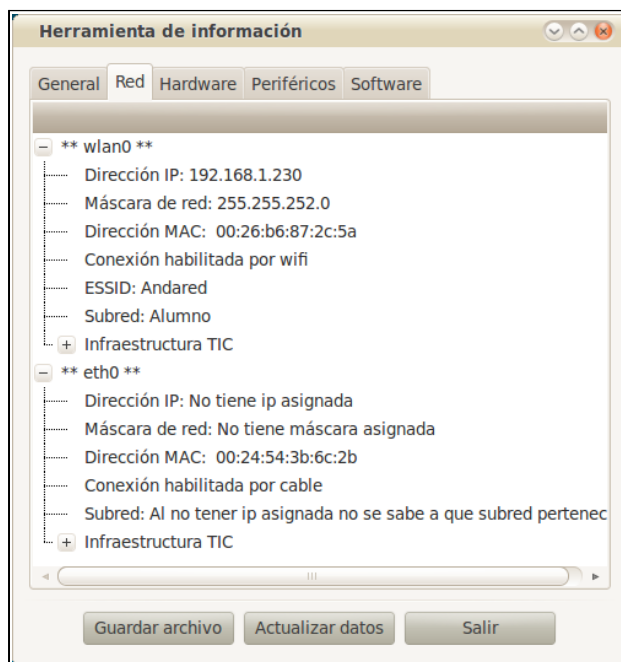 Herramienta de información
General Red Hardware Periféricos Software
** wlan0 **
Dirección IP: 192.168.1.230
Máscara de red: 255.255.252.0
Dirección MAC:  00:26:b6:87:2c:5a
Conexión habilitada por wifi
ESSID: Andared
Subred: Alumno
Infraestructura TIC
** eth0 **
Dirección IP: No tiene ip asignada
Máscara de red: No tiene máscara asignada
Dirección MAC:  00:24:54:3b:6c:2b
Conexión habilitada por cable
Subred: Al no tener ip asignada no se sabe a que subred pertenec
Infraestructura TIC
Guardar archivo Actualizar datos Salir